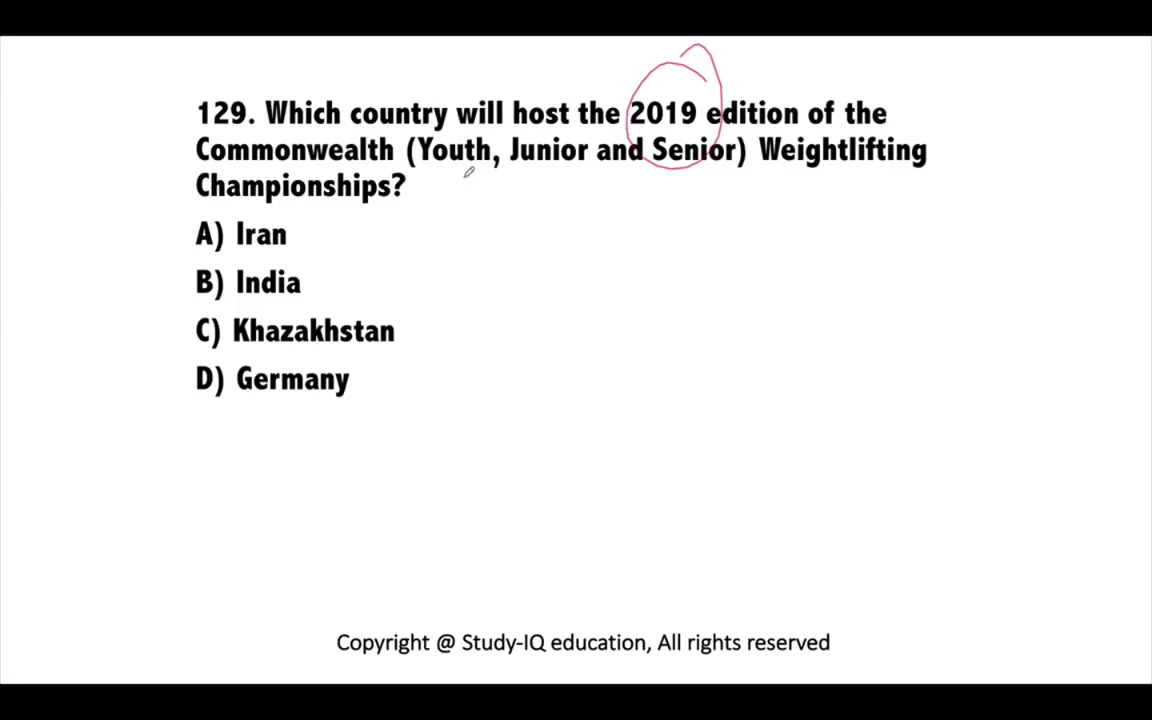 129. Which country will host the 2019 edition of the
Commonwealth (Youth, Junior and Senior) Weightlifting
Championships?
A) Iran
B) India
C) Khazakhstan
D) Germany
Copyright @ Study-IQ education, All rights reserved